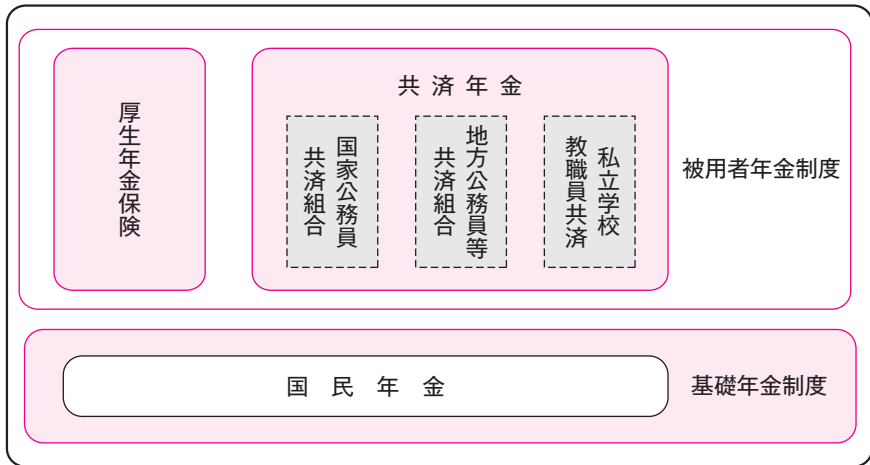 厚生年金保険
共済年金
国家公務員
共済組合
地方公務員等
共済組合
私立学校
教職員共済
被用者年金制度
国民年金
基礎年金制度